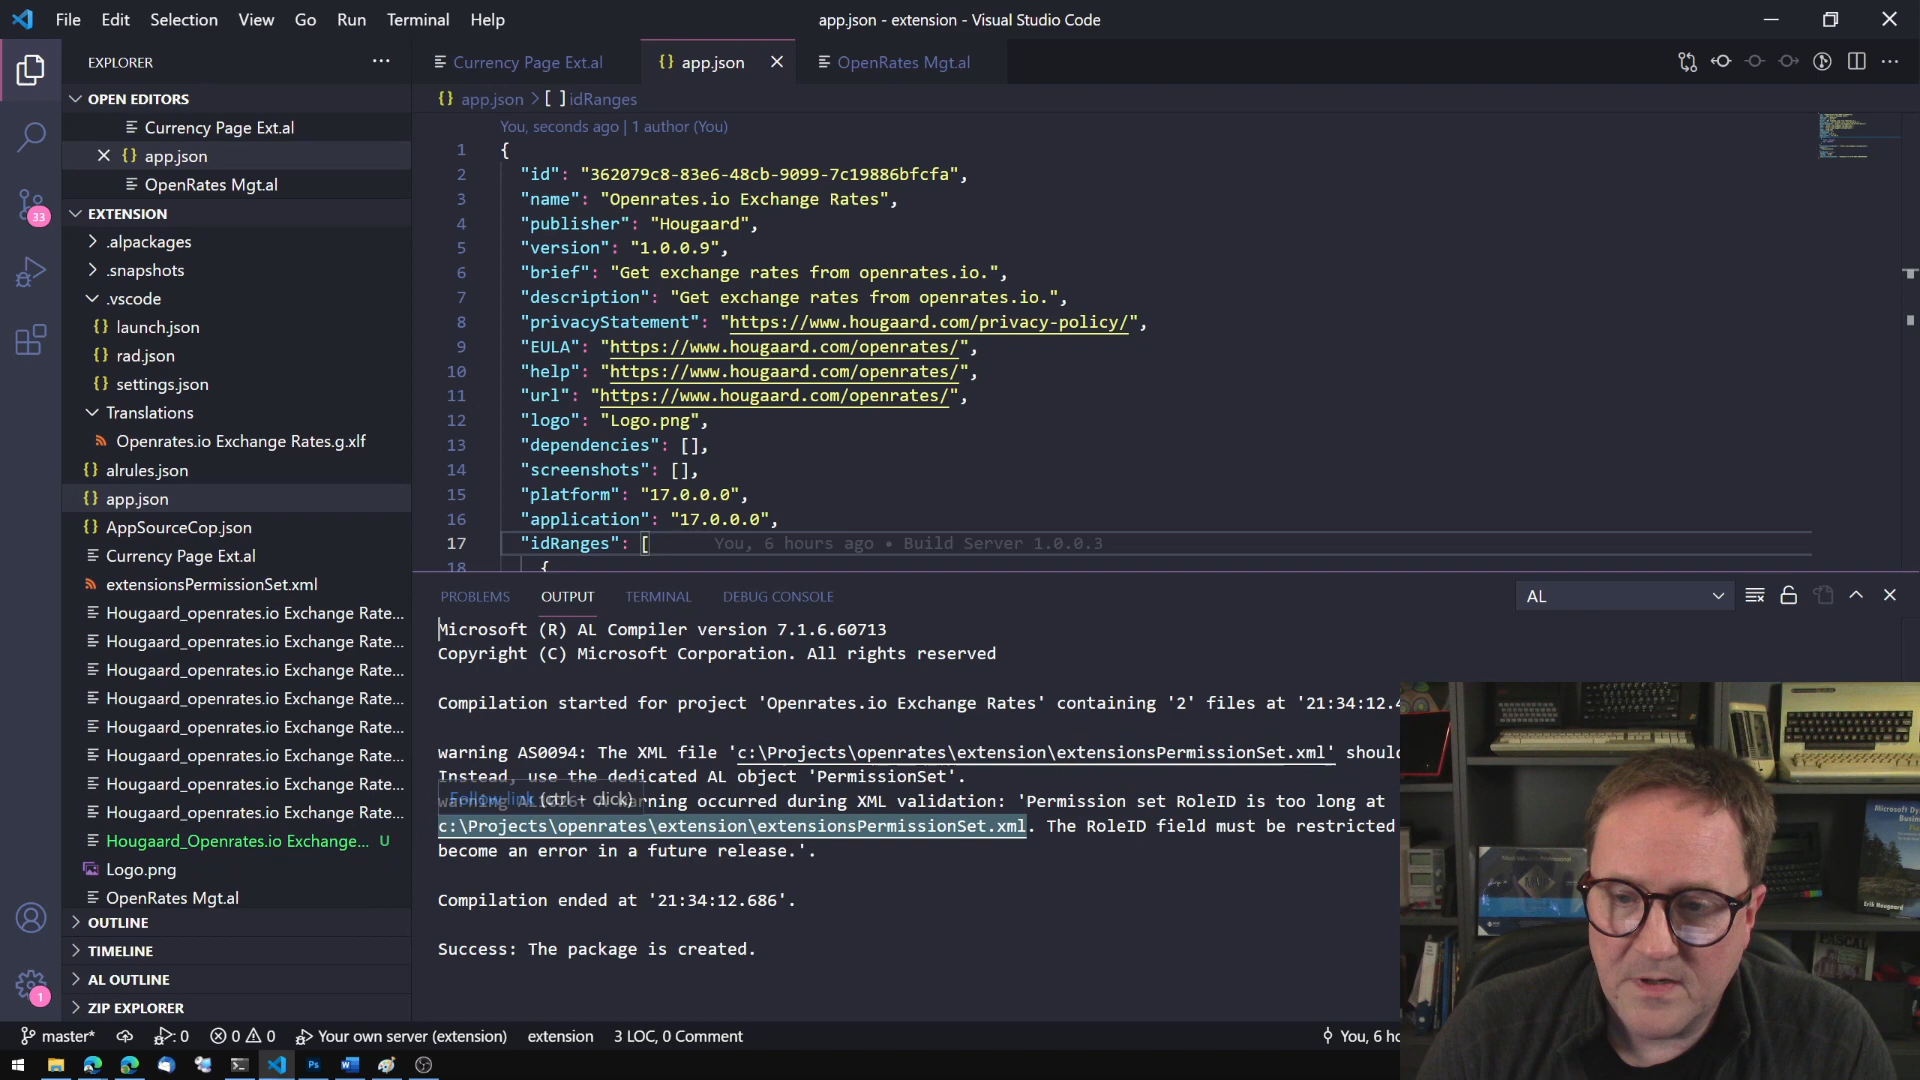 File Edit Selection View Go Run Terminal Help
app.json - extension - Visual Studio Code
EXPLORER
OPEN EDITORS
Currency Page Ext.al
app.json
OpenRates Mgt.al
EXTENSION
.alpackages
.snapshots
.vscode
launch.json
rad.json
settings.json
Translations
Openrates.io Exchange Rates.g.xlf
alrules.json
app.json
AppSourceCop.json
Currency Page Ext.al
extensionsPermissionSet.xml
Hougaard_openrates.io Exchange Rate...
Hougaard_openrates.io Exchange Rate...
Hougaard_openrates.io Exchange Rate...
Hougaard_openrates.io Exchange Rate...
Hougaard_openrates.io Exchange Rate...
Hougaard_openrates.io Exchange Rate...
Hougaard_openrates.io Exchange Rate...
Hougaard_openrates.io Exchange Rate...
Hougaard_Openrates.io Exchange... U
Logo.png
OpenRates Mgt.al
OUTLINE
TIMELINE
AL OUTLINE
ZIP EXPLORER
33
1
Currency Page Ext.al
{} app.json
OpenRates Mgt.al
{} app.json > [ ] idRanges
You, seconds ago | 1 author (You)
1 {
2 "id": "362079c8-83e6-48cb-9099-7c19886bfcfa",
3 "name": "Openrates.io Exchange Rates",
4 "publisher": "Hougaard",
5 "version": "1.0.0.9",
6 "brief": "Get exchange rates from openrates.io.",
7 "description": "Get exchange rates from openrates.io.",
8 "privacyStatement": "https://www.hougaard.com/privacy-policy/",
9 "EULA": "https://www.hougaard.com/openrates/",
10 "help": "https://www.hougaard.com/openrates/",
11 "url": "https://www.hougaard.com/openrates/",
12 "logo": "Logo.png",
13 "dependencies": [],
14 "screenshots": [],
15 "platform": "17.0.0.0",
16 "application": "17.0.0.0",
17 "idRanges": [ You, 6 hours ago • Build Server 1.0.0.3
18 {
PROBLEMS OUTPUT TERMINAL DEBUG CONSOLE
AL
Microsoft (R) AL Compiler version 7.1.6.60713
Copyright (C) Microsoft Corporation. All rights reserved
Compilation started for project 'Openrates.io Exchange Rates' containing '2' files at '21:34:12.4
warning AS0094: The XML file 'c:\Projects\openrates\extension\extensionsPermissionSet.xml' shoul
Instead, use the dedicated AL object 'PermissionSet'.
Follow link (ctrl + click)
warning occurred during XML validation: 'Permission set RoleID is too long at
c:\Projects\openrates\extension\extensionsPermissionSet.xml. The RoleID field must be restricted
become an error in a future release.'.
Compilation ended at '21:34:12.686'.
Success: The package is created.
Microsoft Dy
Busine
Erik Hougaard
PASCAL
master* 0 0 0 Your own server (extension) extension 3 LOC, 0 Comment
You, 6 ho